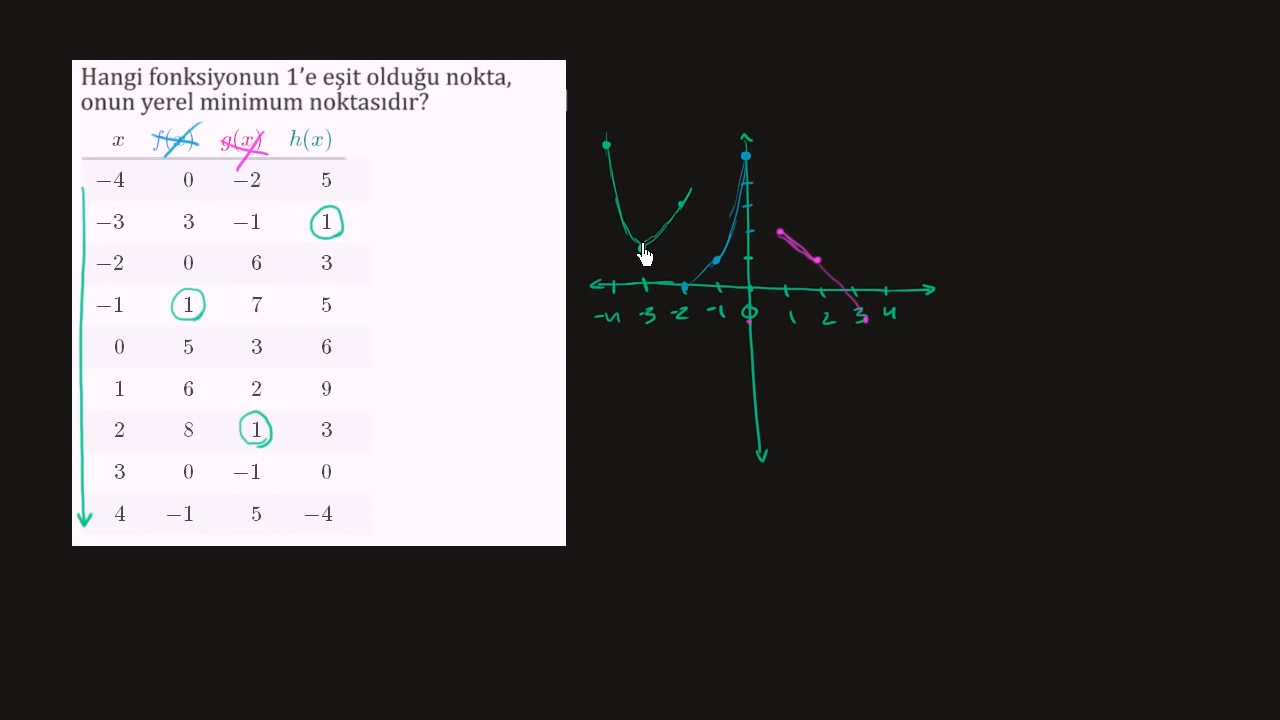 Hangi fonksiyonun 1’e eşit olduğu nokta,
onun yerel minimum noktasıdır?
x f(x) g(x) h(x)
−4 0 −2 5
−3 3 −1 1
−2 0 6 3
−1 1 7 5
0 5 3 6
1 6 2 9
2 8 1 3
3 0 −1 0
4 −1 5 −4
-4 -3 -2 -1 0 1 2 3 4